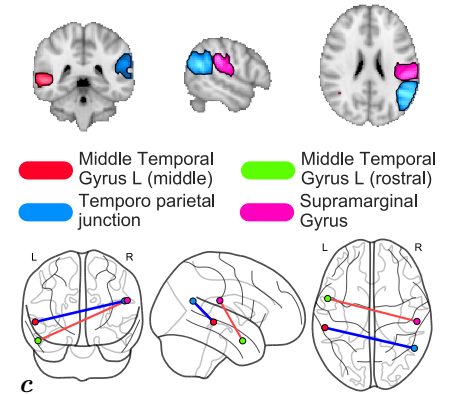 Middle Temporal
Gyrus L (middle)
Middle Temporal
Gyrus L (rostral)
Temporo parietal
junction
Supramarginal
Gyrus
L
R
L
R
c